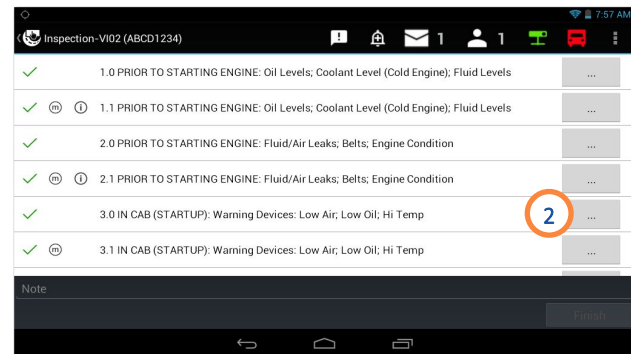 7:57 AM
Inspection-VI02 (ABCD1234)
1
1
1.0 PRIOR TO STARTING ENGINE: Oil Levels; Coolant Level (Cold Engine); Fluid Levels
...
m
i
1.1 PRIOR TO STARTING ENGINE: Oil Levels; Coolant Level (Cold Engine); Fluid Levels
...
2.0 PRIOR TO STARTING ENGINE: Fluid/Air Leaks; Belts; Engine Condition
...
m
i
2.1 PRIOR TO STARTING ENGINE: Fluid/Air Leaks; Belts; Engine Condition
...
3.0 IN CAB (STARTUP): Warning Devices: Low Air; Low Oil; Hi Temp
2
...
m
3.1 IN CAB (STARTUP): Warning Devices: Low Air; Low Oil; Hi Temp
...
Note
Finish